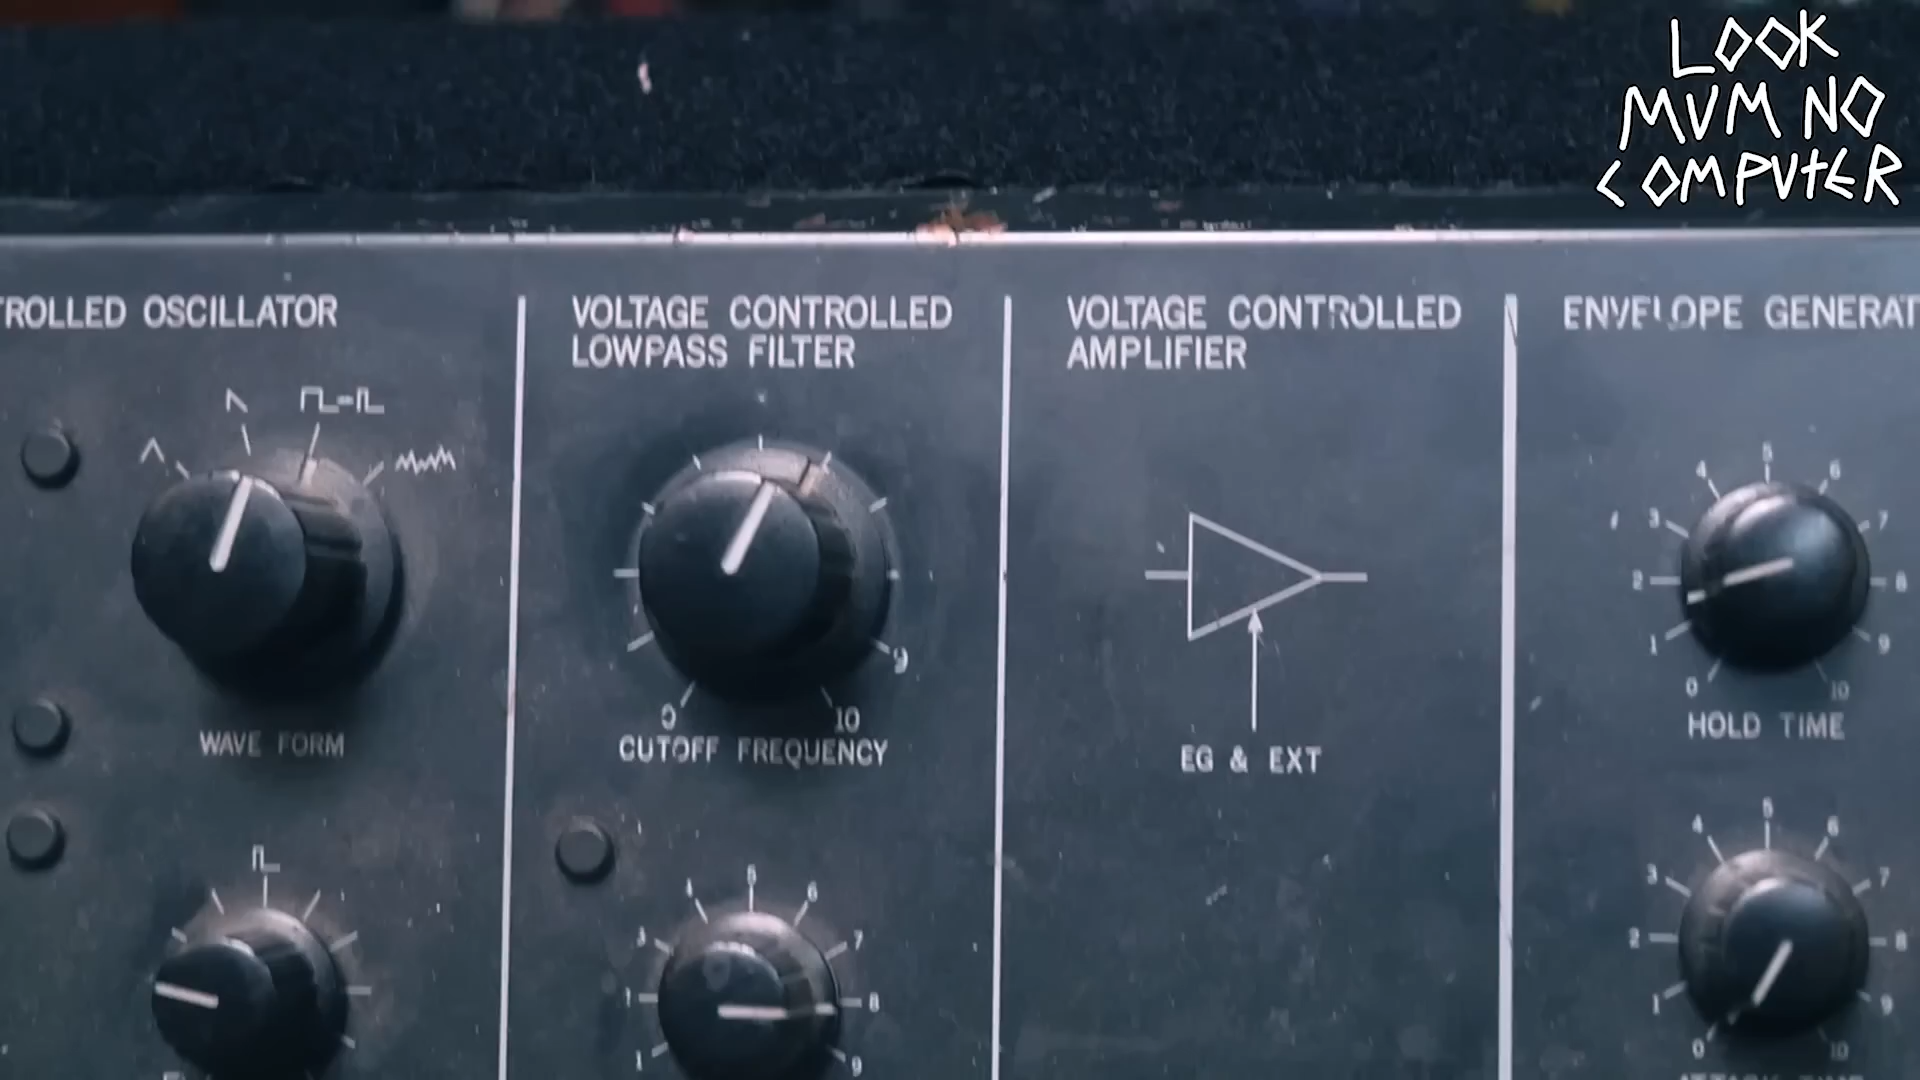 LOOK
MUM NO
COMPUTER
TROLLED OSCILLATOR
WAVE FORM
VOLTAGE CONTROLLED
LOWPASS FILTER
9
0 10
CUTOFF FREQUENCY
4 5 6
3 7
8
1 9
VOLTAGE CONTROLLED
AMPLIFIER
EG & EXT
ENVELOPE GENERAT
4 5 6
3 7
2 8
1 9
0 10
HOLD TIME
4 5 6
3 7
2 8
1 9
0 10